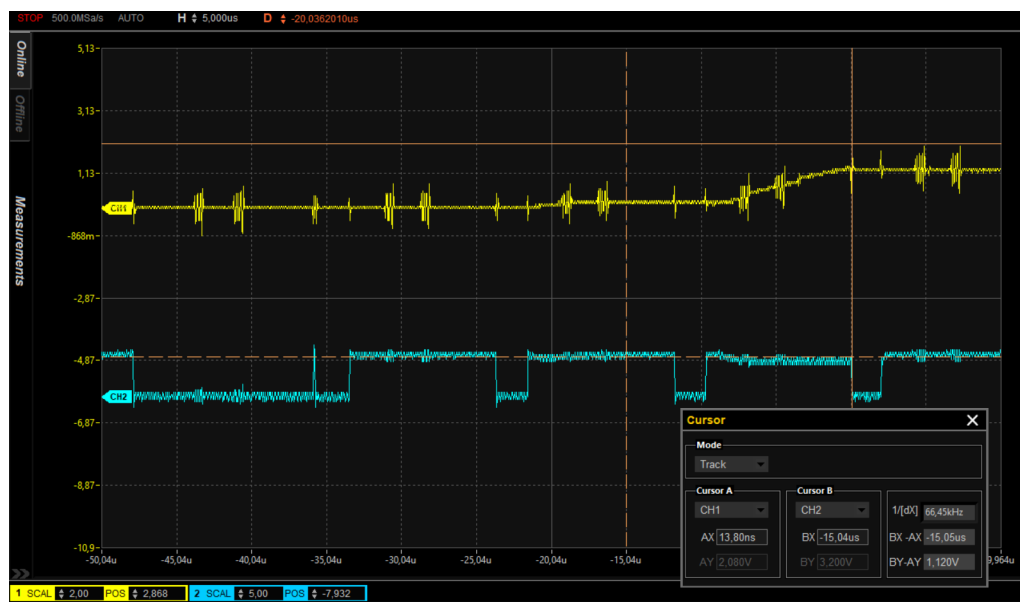 STOP 500.0MSa/s AUTO H 5,000us D -20,0362010us
Online
Offline
Measurements
5,13
3,13
1,13
CH1
-868m
-2,87
-4,87
CH2
-6,87
-8,87
-10,9
-50,04u -45,04u -40,04u -35,04u -30,04u -25,04u -20,04u -15,04u 9,964u
Cursor
Mode
Track
Cursor A Cursor B
CH1 CH2 1/[dX] 66,45kHz
AX 13,80ns BX -15,04us BX -AX -15,05us
AY 2,080V BY 3,200V BY-AY 1,120V
1 SCAL 2,00 POS 2,868 2 SCAL 5,00 POS -7,932